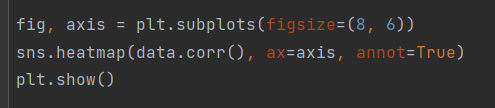 fig, axis = plt.subplots(figsize=(8, 6))
sns.heatmap(data.corr(), ax=axis, annot=True)
plt.show()